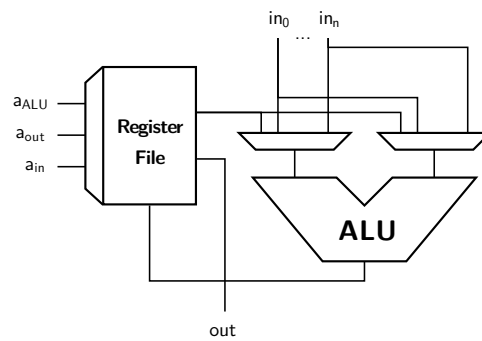 in₀ ... inₙ
a_ALU
a_out
a_in
Register
File
ALU
out